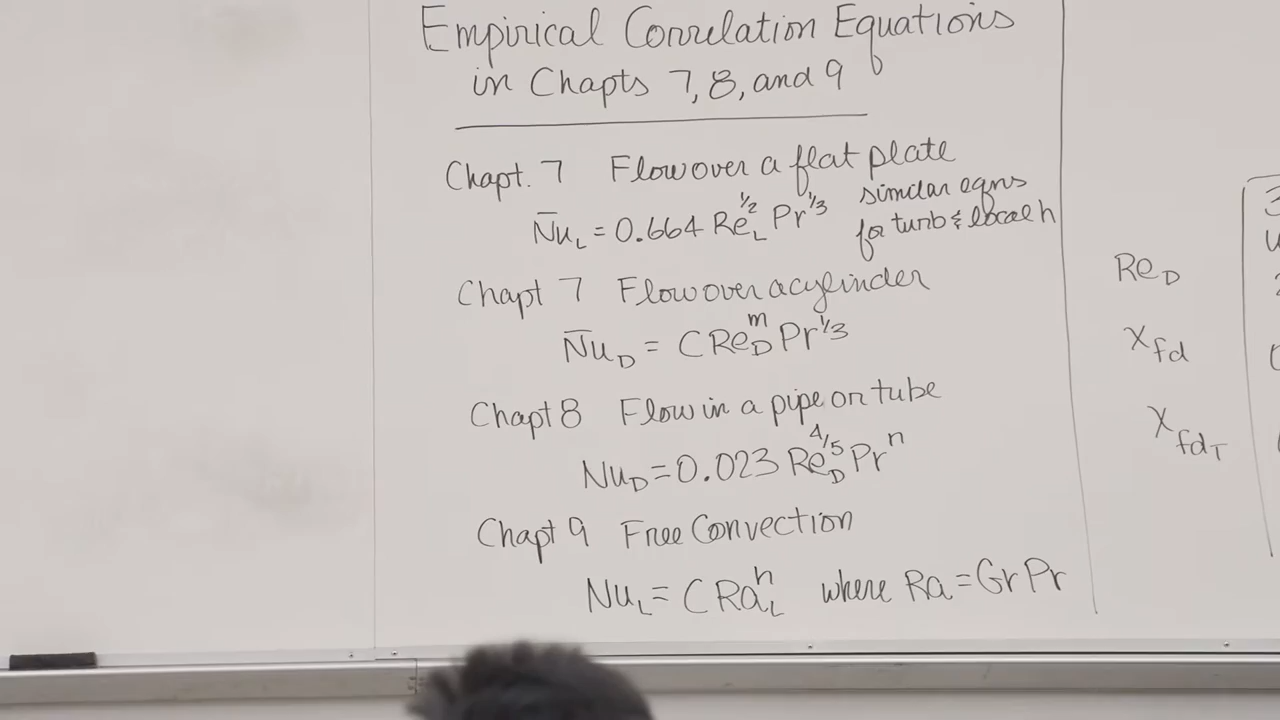 Empirical Correlation Equations
in Chapts 7, 8, and 9
Chapt. 7 Flow over a flat plate
N̄u_L = 0.664 Re_L^1/2 Pr^1/3 similar eqns
for turb & local h
Chapt 7 Flow over a cylinder
N̄u_D = C Re_D^m Pr^1/3
Chapt 8 Flow in a pipe or tube
Nu_D = 0.023 Re_D^4/5 Pr^n
Chapt 9 Free Convection
Nu_L = C Ra_L^n where Ra = Gr Pr
Re_D
x_fd
x_fd_T